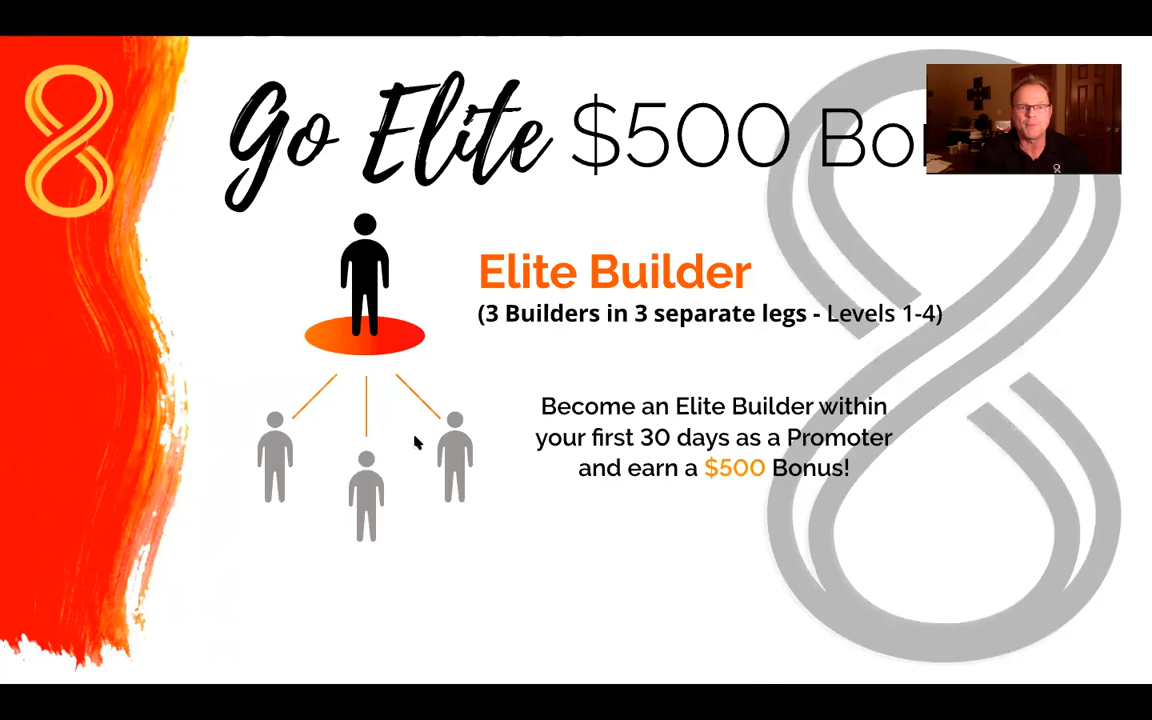 Go Elite $500
Elite Builder
(3 Builders in 3 separate legs - Levels 1-4)
Become an Elite Builder within
your first 30 days as a Promoter
and earn a $500 Bonus!